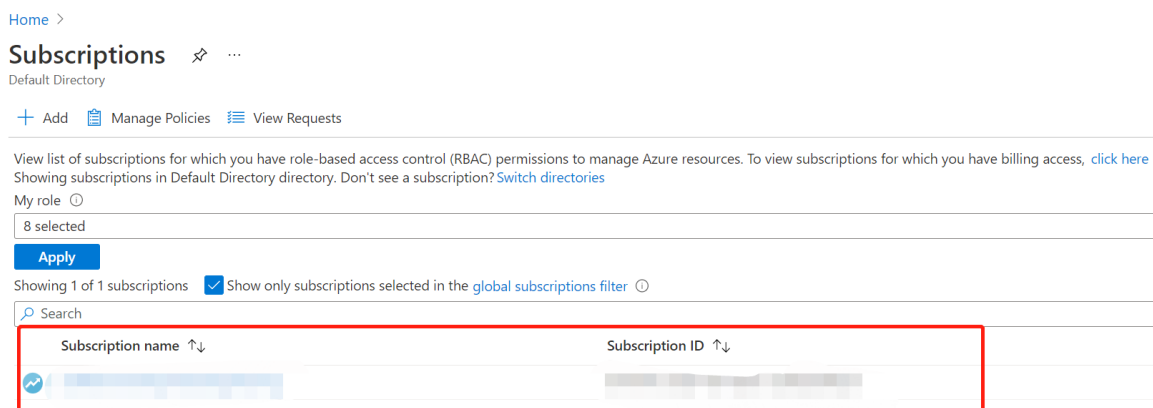 Home >
Subscriptions ...
Default Directory
+ Add Manage Policies View Requests
View list of subscriptions for which you have role-based access control (RBAC) permissions to manage Azure resources. To view subscriptions for which you have billing access, click here
Showing subscriptions in Default Directory directory. Don't see a subscription? Switch directories
My role
8 selected
Apply
Showing 1 of 1 subscriptions Show only subscriptions selected in the global subscriptions filter
Search
Subscription name ↑↓ Subscription ID ↑↓